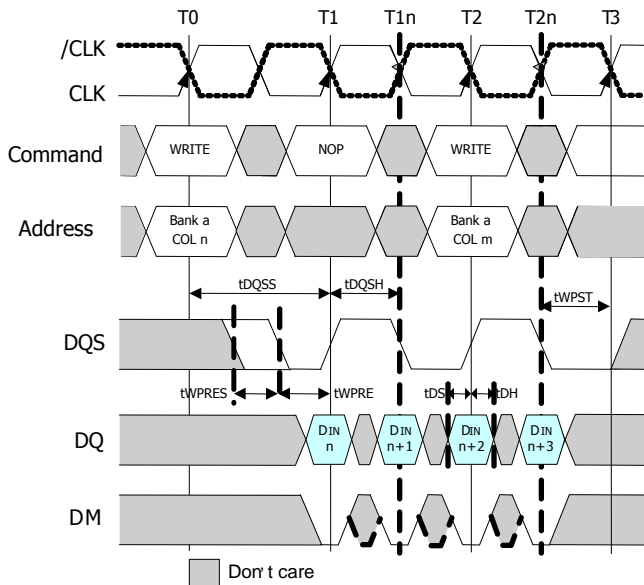 T0 T1 T1n T2 T2n T3
/CLK
CLK
Command WRITE NOP WRITE
Address Bank a COL n Bank a COL m
tDQSS tDQSH tWPST
DQS
tWPRES tWPRE tDS tDH
DQ DIN n DIN n+1 DIN n+2 DIN n+3
DM
Don't care